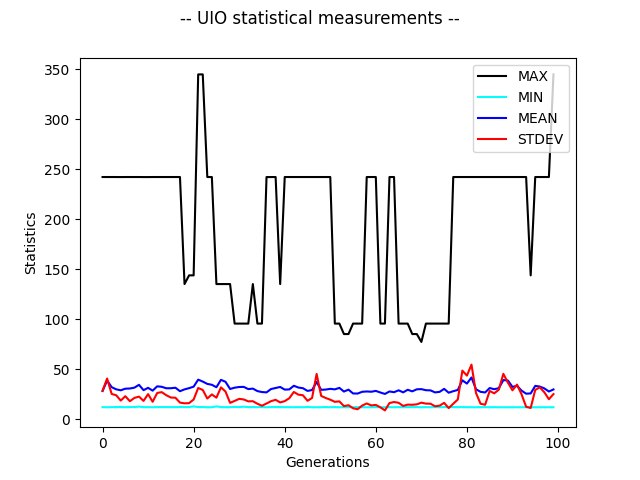 -- UIO statistical measurements --
350
300
250
200
150
100
50
0
Statistics
MAX
MIN
MEAN
STDEV
0 20 40 60 80 100
Generations